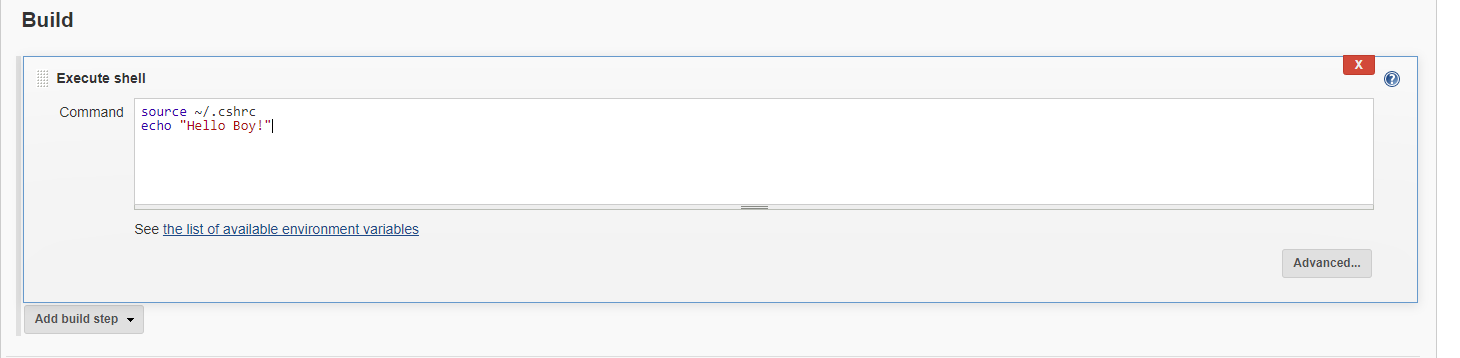 Build
X
Execute shell
?
Command
source ~/.cshrc
echo "Hello Boy!"
See the list of available environment variables
Advanced...
Add build step